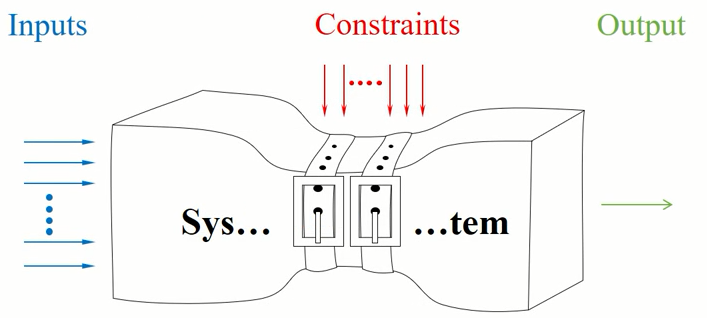 Inputs
Constraints
Output
Sys... ...tem